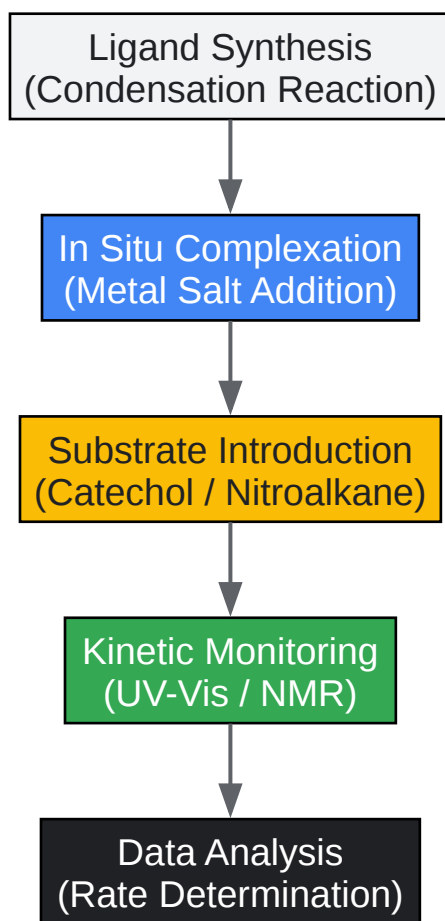 Ligand Synthesis
(Condensation Reaction)
In Situ Complexation
(Metal Salt Addition)
Substrate Introduction
(Catechol / Nitroalkane)
Kinetic Monitoring
(UV-Vis / NMR)
Data Analysis
(Rate Determination)